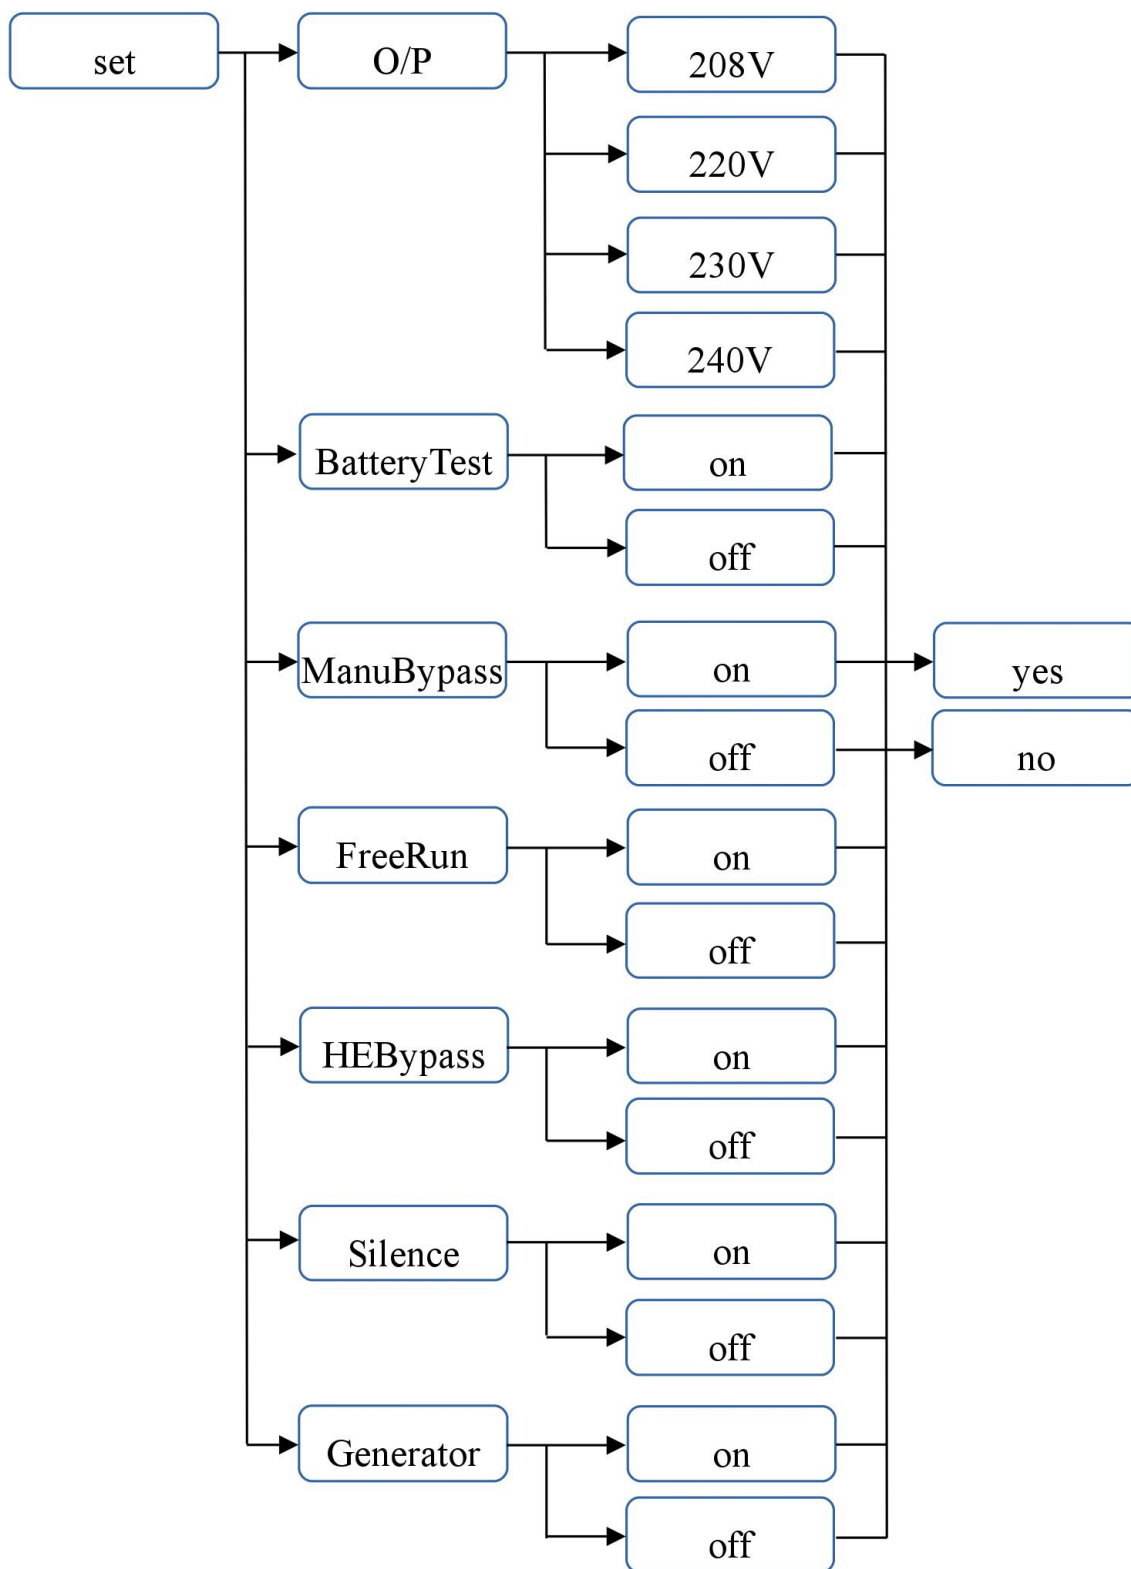 set
O/P
208V
220V
230V
240V
BatteryTest
on
off
ManuBypass
on
yes
off
no
FreeRun
on
off
HEBypass
on
off
Silence
on
off
Generator
on
off